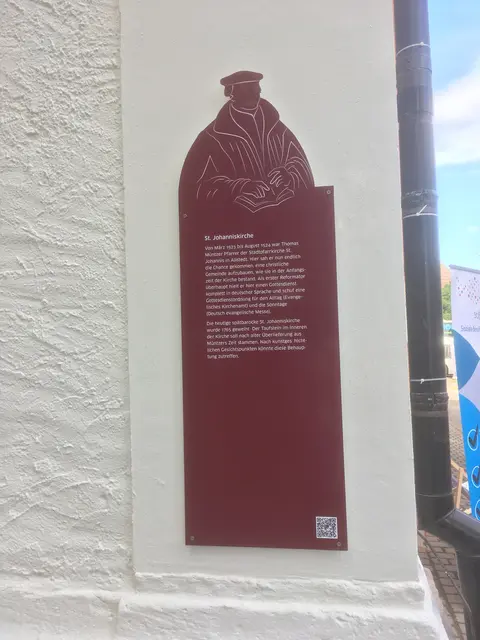 St. Johanniskirche
Von März 1523 bis August 1524 war Thomas
Müntzer Pfarrer der Stadtpfarrkirche St.
Johannis in Allstedt. Hier sah er nun endlich
die Chance gekommen, eine christliche
Gemeinde aufzubauen, wie sie in der Anfangs-
zeit der Kirche bestand. Als erster Reformator
überhaupt hielt er hier einen Gottesdienst
komplett in deutscher Sprache und schuf eine
Gottesdienstordnung für den Alltag (Evange-
lisches Kirchenamt) und die Sonntage
(Deutsch evangelische Messe).
Die heutige spätbarocke St. Johanniskirche
wurde 1765 geweiht. Der Taufstein im Inneren
der Kirche soll nach alter Überlieferung aus
Müntzers Zeit stammen. Nach
schen Gesichtspunkten könnte diese Behaup-
tung zutreffen.